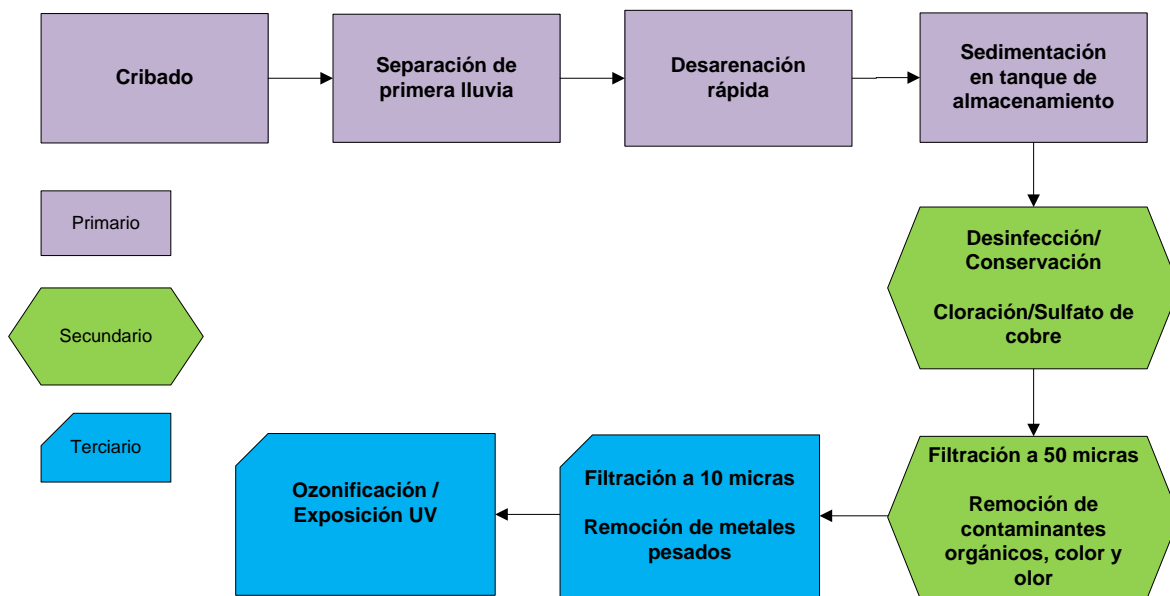 Cribado
Separación de
primera lluvia
Desarenación
rápida
Sedimentación
en tanque de
almacenamiento
Primario
Secundario
Terciario
Desinfección/
Conservación
Cloración/Sulfato de
cobre
Filtración a 50 micras
Remoción de
contaminantes
orgánicos, color y
olor
Filtración a 10 micras
Remoción de metales
pesados
Ozonificación /
Exposición UV